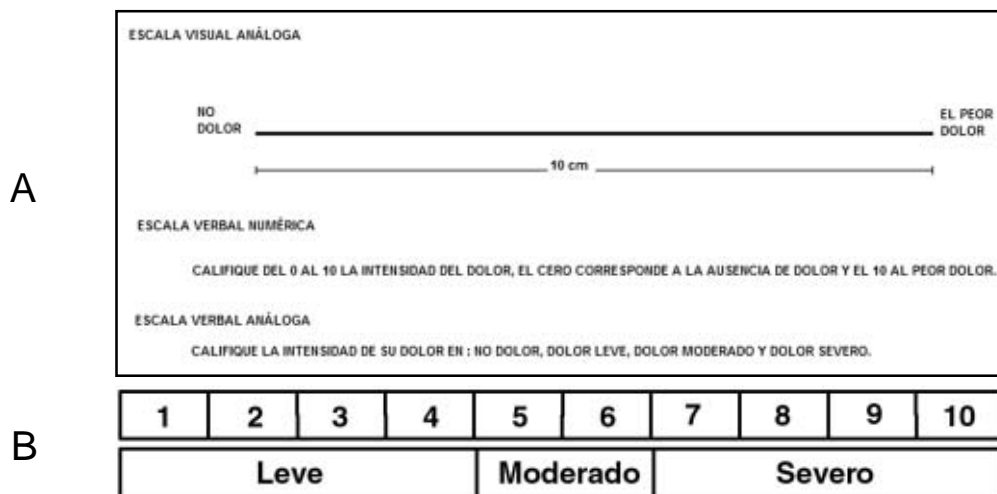 ESCALA VISUAL ANÁLOGA
NO
DOLOR
EL PEOR
DOLOR
10 cm
A
ESCALA VERBAL NUMÉRICA
CALIFIQUE DEL 0 AL 10 LA INTENSIDAD DEL DOLOR, EL CERO CORRESPONDE A LA AUSENCIA DE DOLOR Y EL 10 AL PEOR DOLOR.
ESCALA VERBAL ANÁLOGA
CALIFIQUE LA INTENSIDAD DE SU DOLOR EN : NO DOLOR, DOLOR LEVE, DOLOR MODERADO Y DOLOR SEVERO.
B
1 2 3 4 5 6 7 8 9 10
Leve Moderado Severo